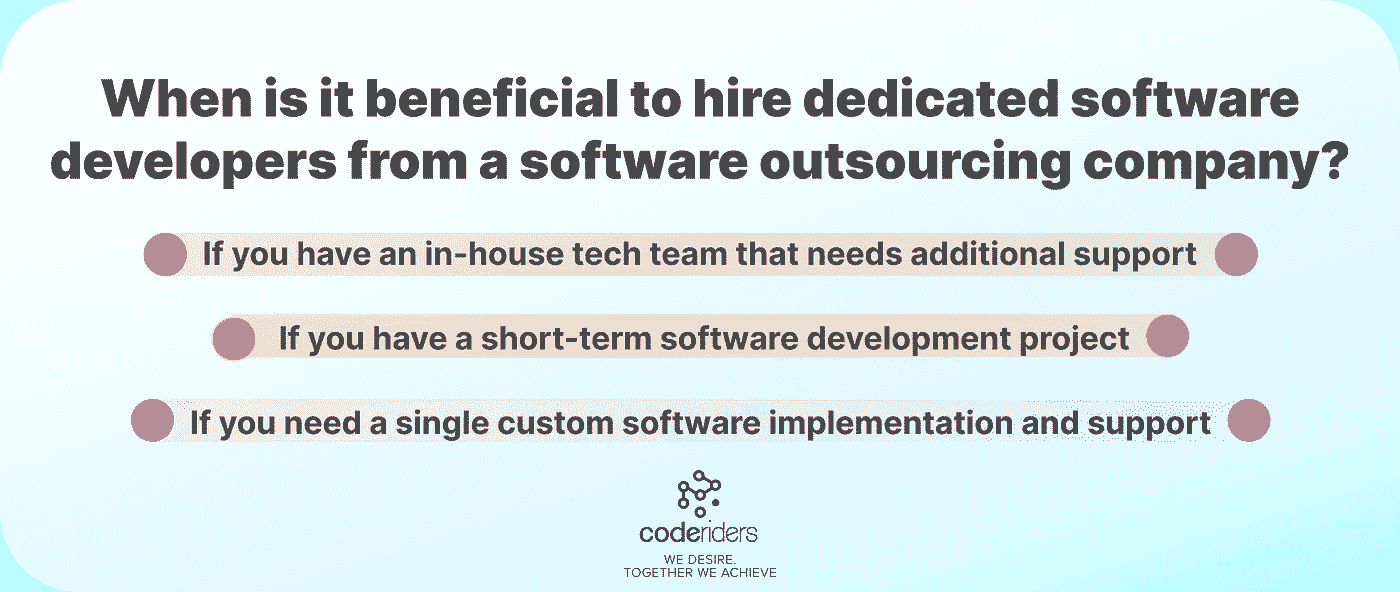 When is it beneficial to hire dedicated software
developers from a software outsourcing company?
If you have an in-house tech team that needs additional support
If you have a short-term software development project
If you need a single custom software implementation and support
coderiders
WE DESIRE.
TOGETHER WE ACHIEVE